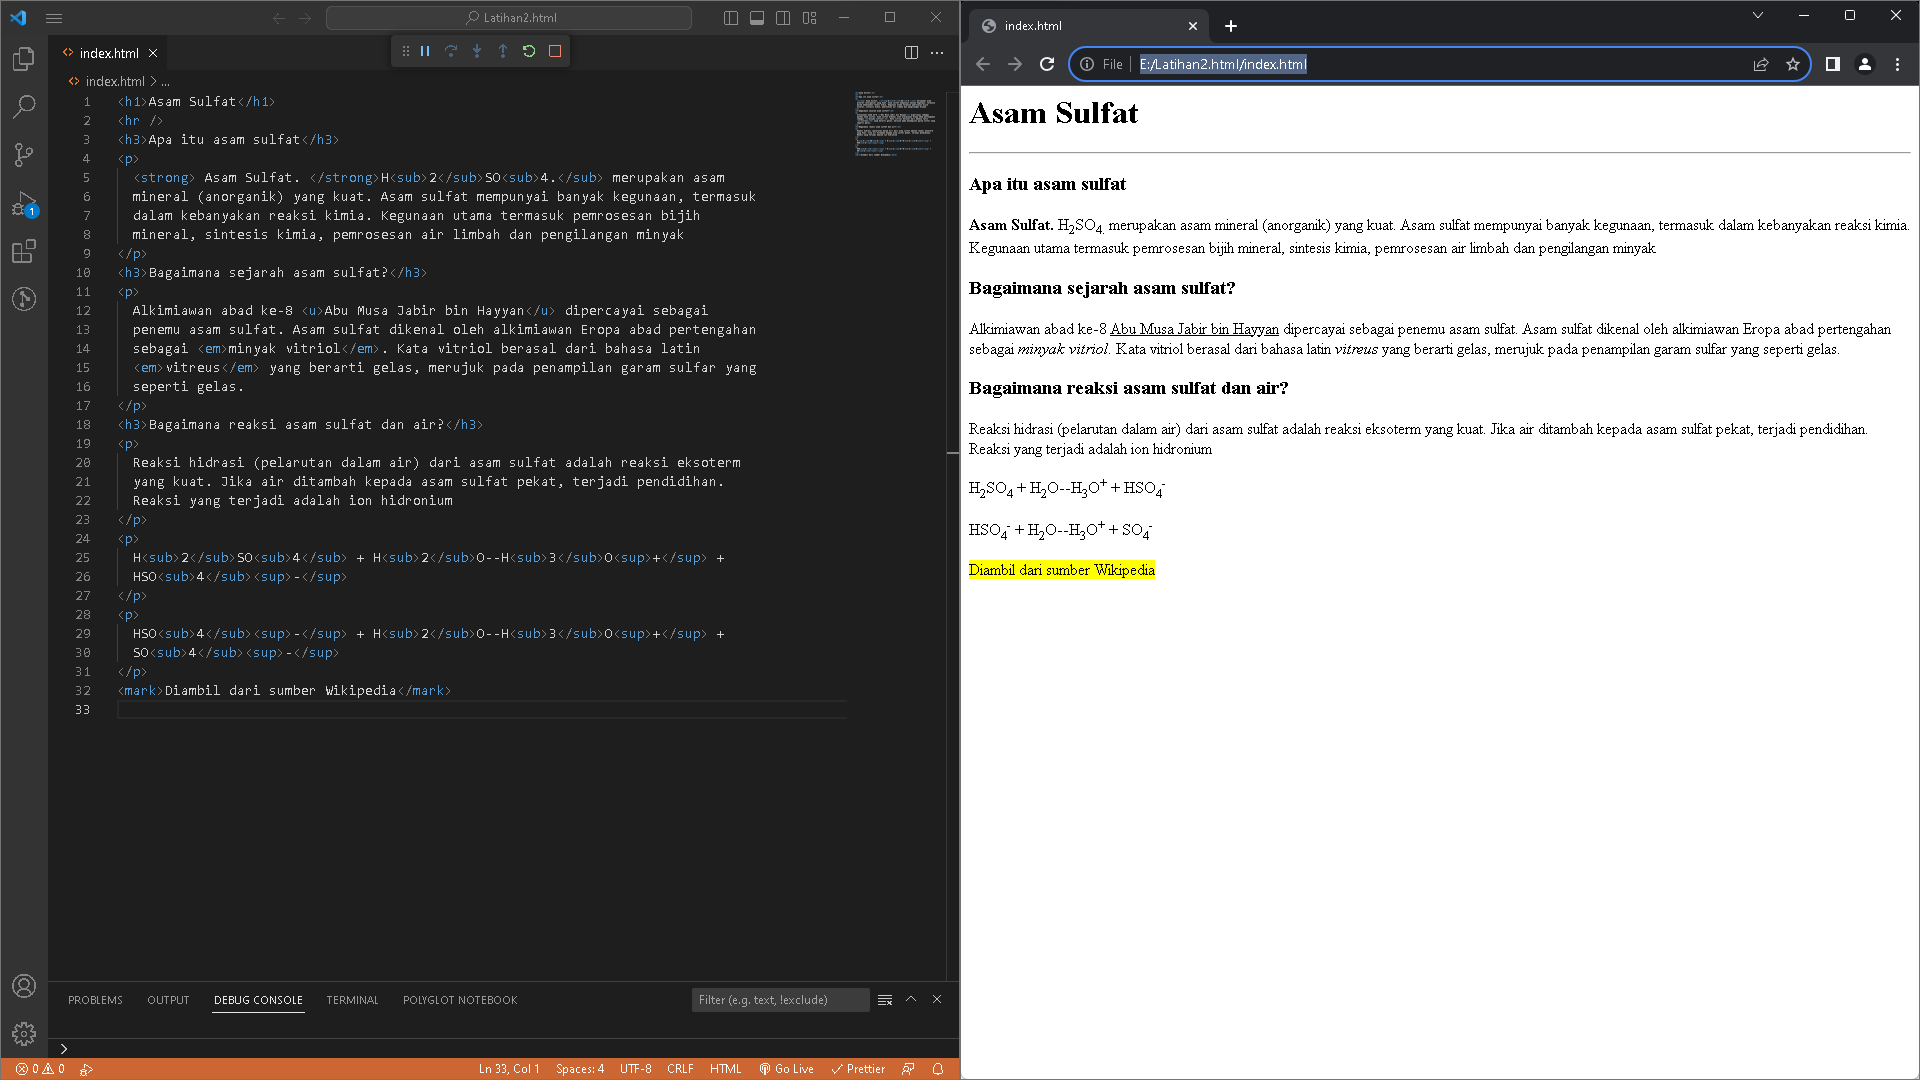 Latihan2.html
index.html
index.html > ...
1 <h1>Asam Sulfat</h1>
2 <hr />
3 <h3>Apa itu asam sulfat</h3>
4 <p>
5 <strong> Asam Sulfat. </strong>H<sub>2</sub>SO<sub>4.</sub> merupakan asam
6 mineral (anorganik) yang kuat. Asam sulfat mempunyai banyak kegunaan, termasuk
7 dalam kebanyakan reaksi kimia. Kegunaan utama termasuk pemrosesan bijih
8 mineral, sintesis kimia, pemrosesan air limbah dan pengilangan minyak
9 </p>
10 <h3>Bagaimana sejarah asam sulfat?</h3>
11 <p>
12 Alkimiawan abad ke-8 <u>Abu Musa Jabir bin Hayyan</u> dipercayai sebagai
13 penemu asam sulfat. Asam sulfat dikenal oleh alkimiawan Eropa abad pertengahan
14 sebagai <em>minyak vitriol</em>. Kata vitriol berasal dari bahasa latin
15 <em>vitreus</em> yang berarti gelas, merujuk pada penampilan garam sulfar yang
16 seperti gelas.
17 </p>
18 <h3>Bagaimana reaksi asam sulfat dan air?</h3>
19 <p>
20 Reaksi hidrasi (pelarutan dalam air) dari asam sulfat adalah reaksi eksoterm
21 yang kuat. Jika air ditambah kepada asam sulfat pekat, terjadi pendidihan.
22 Reaksi yang terjadi adalah ion hidronium
23 </p>
24 <p>
25 H<sub>2</sub>SO<sub>4</sub> + H<sub>2</sub>O--H<sub>3</sub>O<sup>+</sup> +
26 HSO<sub>4</sub><sup>-</sup>
27 </p>
28 <p>
29 HSO<sub>4</sub><sup>-</sup> + H<sub>2</sub>O--H<sub>3</sub>O<sup>+</sup> +
30 SO<sub>4</sub><sup>-</sup>
31 </p>
32 <mark>Diambil dari sumber Wikipedia</mark>
33
1
PROBLEMS OUTPUT DEBUG CONSOLE TERMINAL POLYGLOT NOTEBOOK Filter (e.g. text, !exclude)
>
0 0 Ln 33, Col 1 Spaces: 4 UTF-8 CRLF HTML Go Live Prettier
index.html
File E:/Latihan2.html/index.html
Asam Sulfat
Apa itu asam sulfat
Asam Sulfat. H₂SO₄. merupakan asam mineral (anorganik) yang kuat. Asam sulfat mempunyai banyak kegunaan, termasuk dalam kebanyakan reaksi kimia.
Kegunaan utama termasuk pemrosesan bijih mineral, sintesis kimia, pemrosesan air limbah dan pengilangan minyak
Bagaimana sejarah asam sulfat?
Alkimiawan abad ke-8 Abu Musa Jabir bin Hayyan dipercayai sebagai penemu asam sulfat. Asam sulfat dikenal oleh alkimiawan Eropa abad pertengahan
sebagai minyak vitriol. Kata vitriol berasal dari bahasa latin vitreus yang berarti gelas, merujuk pada penampilan garam sulfar yang seperti gelas.
Bagaimana reaksi asam sulfat dan air?
Reaksi hidrasi (pelarutan dalam air) dari asam sulfat adalah reaksi eksoterm yang kuat. Jika air ditambah kepada asam sulfat pekat, terjadi pendidihan.
Reaksi yang terjadi adalah ion hidronium
H₂SO₄ + H₂O--H₃O⁺ + HSO₄⁻
HSO₄⁻ + H₂O--H₃O⁺ + SO₄⁻
Diambil dari sumber Wikipedia